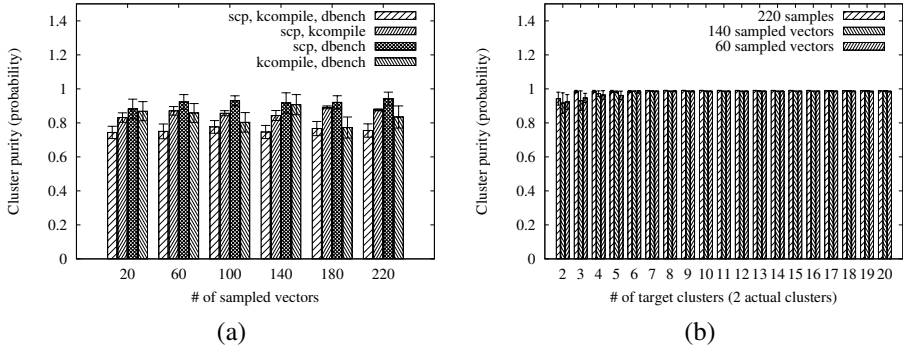 1.4
1.2
1
0.8
0.6
0.4
0.2
0
Cluster purity (probability)
scp, kcompile, dbench
scp, kcompile
scp, dbench
kcompile, dbench
20 60 100 140 180 220
# of sampled vectors
(a)
1.4
1.2
1
0.8
0.6
0.4
0.2
0
Cluster purity (probability)
220 samples
140 sampled vectors
60 sampled vectors
2 3 4 5 6 7 8 9 10 11 12 13 14 15 16 17 18 19 20
# of target clusters (2 actual clusters)
(b)